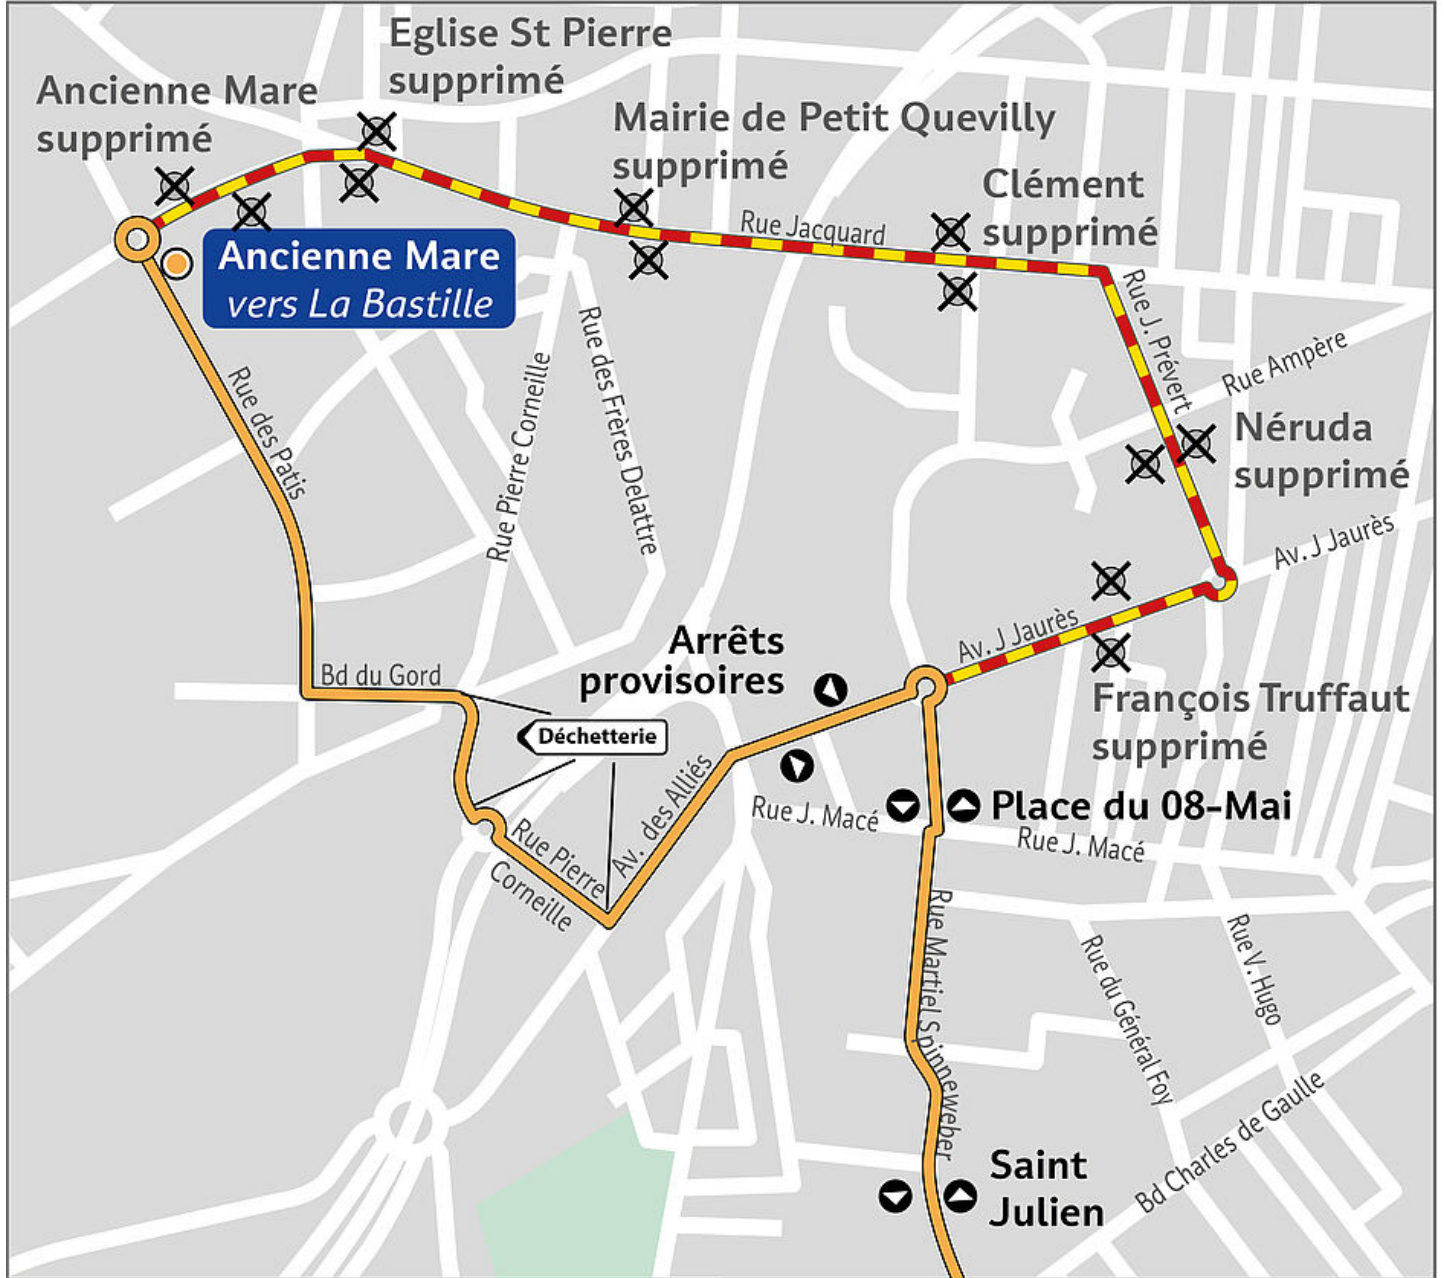 Eglise St Pierre
supprimé
Ancienne Mare
supprimé
Mairie de Petit Quevilly
supprimé
Clément
supprimé
Rue Jacquard
Ancienne Mare
vers La Bastille
Rue J. Prévert
Rue Ampère
Rue des Patis
Rue Pierre Corneille
Rue des Frères Delattre
Néruda
supprimé
Av. J Jaurès
Av. J Jaurès
Arrêts
provisoires
Bd du Gord
François Truffaut
supprimé
Déchetterie
Av. des Alliés
Rue J. Macé
Place du 08-Mai
Rue J. Macé
Rue Pierre
Corneille
Rue Martiel Spinneweber
Rue du Général Foy
Rue V. Hugo
Bd Charles de Gaulle
Saint
Julien